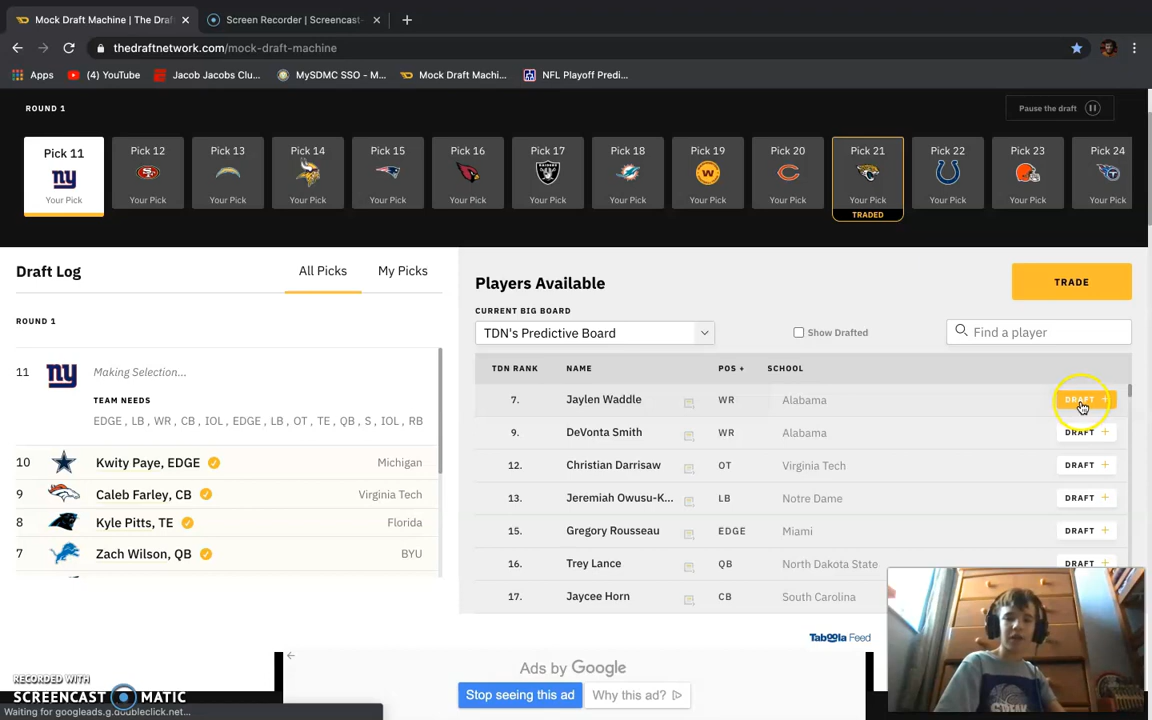 Mock Draft Machine | The Dra
Screen Recorder | Screencast-
thedraftnetwork.com/mock-draft-machine
Apps
(4) YouTube
Jacob Jacobs Clu...
MySDMC SSO - M...
Mock Draft Machi...
NFL Playoff Predi...
ROUND 1
Pause the draft
Pick 11
Pick 12
Pick 13
Pick 14
Pick 15
Pick 16
Pick 17
Pick 18
Pick 19
Pick 20
Pick 21
Pick 22
Pick 23
Pick 24
ny
W
Your Pick
Your Pick
Your Pick
Your Pick
Your Pick
Your Pick
Your Pick
Your Pick
Your Pick
Your Pick
Your Pick
Your Pick
Your Pick
Your Pick
TRADED
Draft Log
All Picks
My Picks
ROUND 1
11
ny
Making Selection...
TEAM NEEDS
EDGE , LB , WR , CB , IOL , EDGE , LB , OT , TE , QB , S , IOL , RB
10 Kwity Paye, EDGE Michigan
9 Caleb Farley, CB Virginia Tech
8 Kyle Pitts, TE Florida
7 Zach Wilson, QB BYU
Players Available
TRADE
CURRENT BIG BOARD
TDN's Predictive Board
Show Drafted
Find a player
TDN RANK NAME POS + SCHOOL
7. Jaylen Waddle WR Alabama DRAFT +
9. DeVonta Smith WR Alabama DRAFT +
12. Christian Darrisaw OT Virginia Tech DRAFT +
13. Jeremiah Owusu-K... LB Notre Dame DRAFT +
15. Gregory Rousseau EDGE Miami DRAFT +
16. Trey Lance QB North Dakota State DRAFT +
17. Jaycee Horn CB South Carolina
Taboola Feed
Ads by Google
Stop seeing this ad
Why this ad?
RECORDED WITH
SCREENCAST MATIC
Waiting for googleads.g.doubleclick.net...